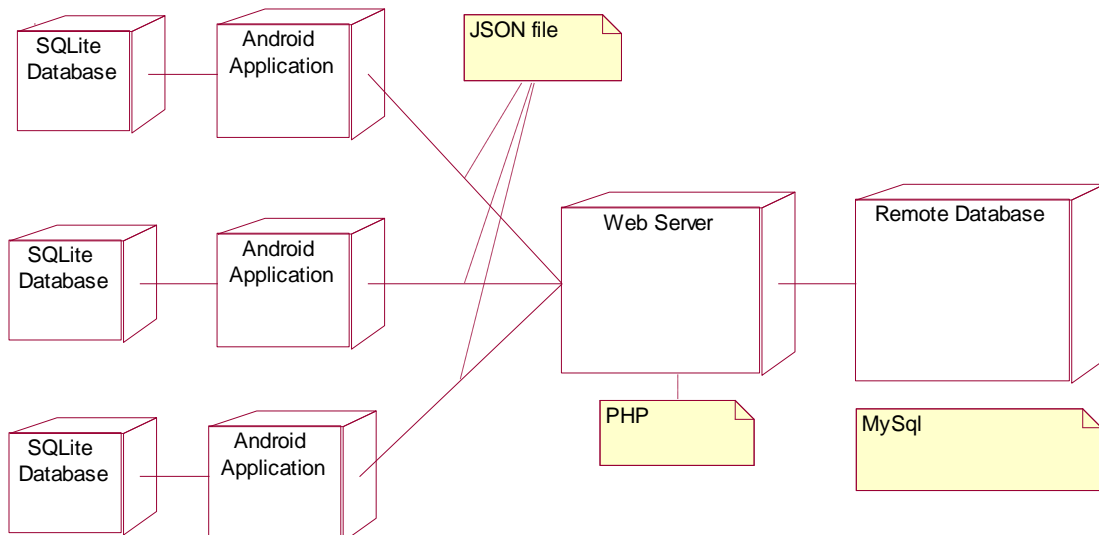 SQLite
Database
Android
Application
JSON file
SQLite
Database
Android
Application
Web Server
Remote Database
SQLite
Database
Android
Application
PHP
MySql